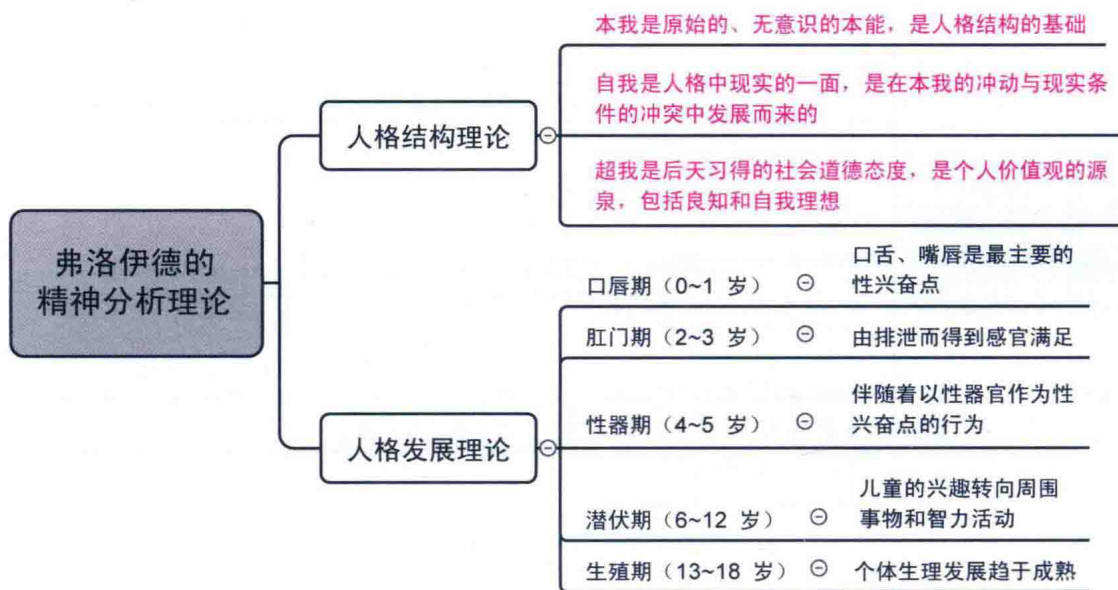 弗洛伊德的
精神分析理论
人格结构理论
本我是原始的、无意识的本能，是人格结构的基础
自我是人格中现实的一面，是在本我的冲动与现实条
件的冲突中发展而来的
超我是后天习得的社会道德态度，是个人价值观的源
泉，包括良知和自我理想
人格发展理论
口唇期（0~1 岁）
口舌、嘴唇是最主要的
性兴奋点
肛门期（2~3 岁）
由排泄而得到感官满足
性器期（4~5 岁）
伴随着以性器官作为性
兴奋点的行为
潜伏期（6~12 岁）
儿童的兴趣转向周围
事物和智力活动
生殖期（13~18 岁）
个体生理发展趋于成熟